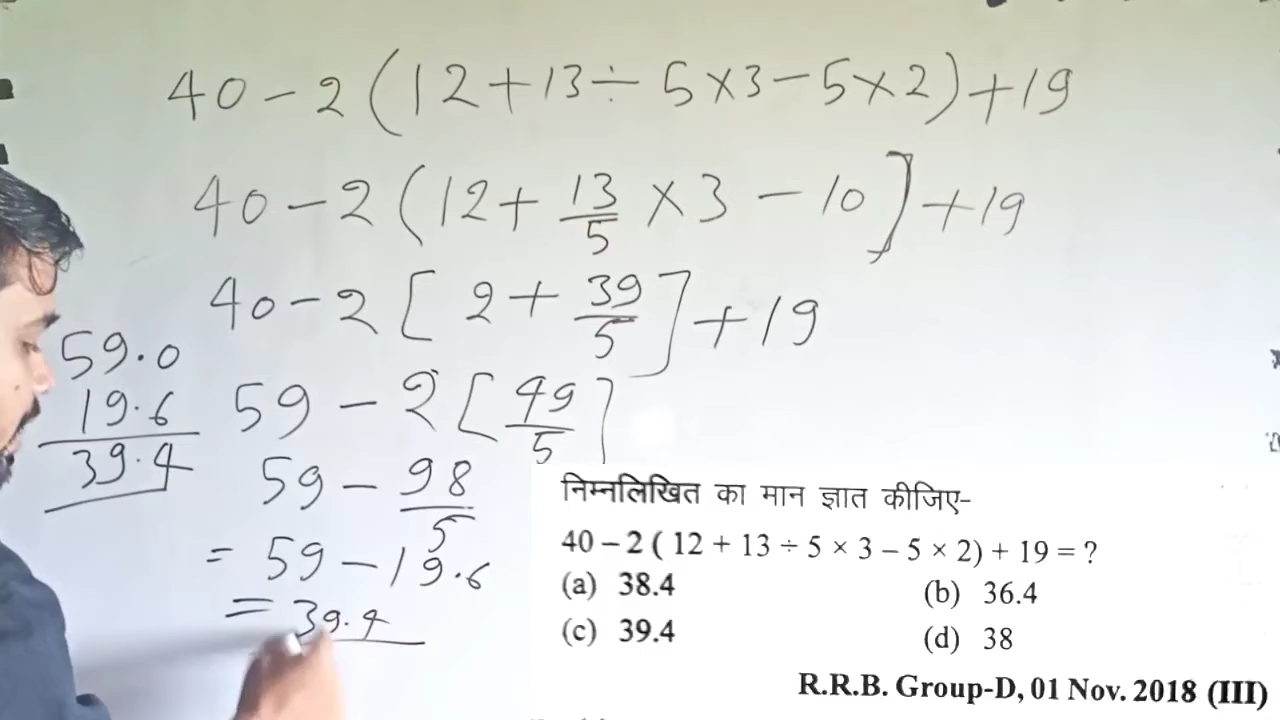 40 - 2 ( 12 + 13 ÷ 5 × 3 - 5 × 2 ) + 19
40 - 2 ( 12 + 13/5 × 3 - 10 ] + 19
40 - 2 [ 2 + 39/5 ] + 19
59.0
19.6
39.4
59 - 2 [ 49/5 ]
59 - 98/5
= 59 - 19.6
= 39.4
निम्नलिखित का मान ज्ञात कीजिए–
40 – 2 ( 12 + 13 ÷ 5 × 3 – 5 × 2) + 19 = ?
(a) 38.4 (b) 36.4
(c) 39.4 (d) 38
R.R.B. Group-D, 01 Nov. 2018 (III)